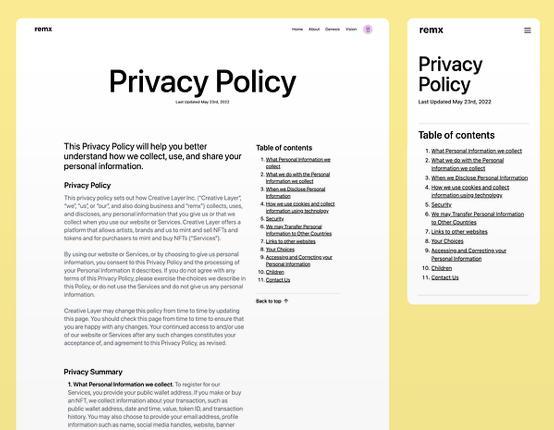 remx
Home About Genesis Vision
Privacy Policy
Last Updated May 23rd, 2022
This Privacy Policy will help you better
understand how we collect, use, and share your
personal information.
Privacy Policy
This privacy policy sets out how Creative Layer Inc. ("Creative Layer",
"we", "us", or "our", and also doing business and "remx") collects, uses,
and discloses, any personal information that you give us or that we
collect when you use our Website or Services. Creative Layer offers a
platform that allows artists, brands and us to mint and sell NFTs and
tokens and for purchasers to mint and buy NFTs ("Services").
By using our website or Services, or by choosing to give us personal
information, you consent to this Privacy Policy and the processing of
your Personal Information it describes. If you do not agree with any
terms of this Privacy Policy, please exercise the choices we describe in
this Policy, or do not use the Services and do not give us any personal
information.
Creative Layer may change this policy from time to time by updating
this page. You should check this page from time to time to ensure that
you are happy with any changes. Your continued access to and/or use
of our website or Services after any such changes constitutes your
acceptance of, and agreement to this Privacy Policy, as revised.
Privacy Summary
1. What Personal Information we collect. To register for our
Services, you provide your public wallet address. If you make or buy
an NFT, we collect information about your transaction, such as
public wallet address, date and time, value, token ID, and transaction
history. You may also choose to provide your email address, profile
information such as name, social media handles, website, banner
Table of contents
1. What Personal Information we
collect
2. What we do with the Personal
Information we collect
3. When we Disclose Personal
Information
4. How we use cookies and collect
information using technology
5. Security
6. We may Transfer Personal
Information to Other Countries
7. Links to other websites
8. Your Choices
9. Accessing and Correcting your
Personal Information
10. Children
11. Contact Us
Back to top ↑
remx
Privacy
Policy
Last Updated May 23rd, 2022
Table of contents
1. What Personal Information we collect
2. What we do with the Personal
Information we collect
3. When we Disclose Personal Information
4. How we use cookies and collect
information using technology
5. Security
6. We may Transfer Personal Information
to Other Countries
7. Links to other websites
8. Your Choices
9. Accessing and Correcting your
Personal Information
10. Children
11. Contact Us